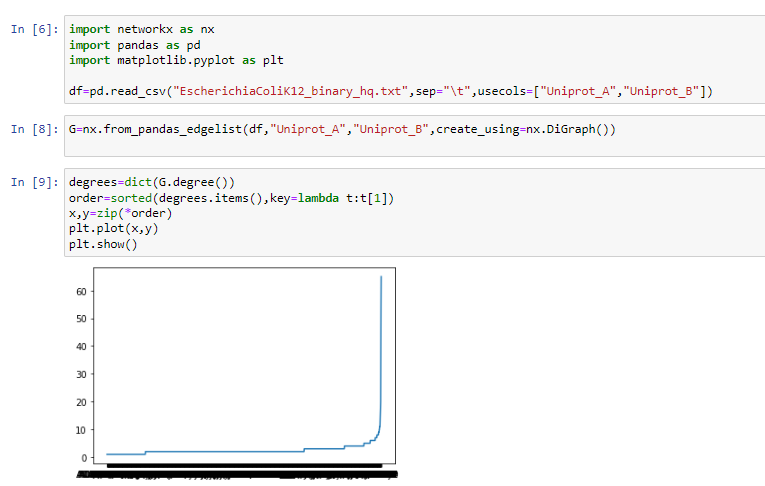 In [6]: import networkx as nx
import pandas as pd
import matplotlib.pyplot as plt
df=pd.read_csv("EscherichiaColiK12_binary_hq.txt",sep="\t",usecols=["Uniprot_A","Uniprot_B"])
In [8]: G=nx.from_pandas_edgelist(df,"Uniprot_A","Uniprot_B",create_using=nx.DiGraph())
In [9]: degrees=dict(G.degree())
order=sorted(degrees.items(),key=lambda t:t[1])
x,y=zip(*order)
plt.plot(x,y)
plt.show()
60
50
40
30
20
10
0